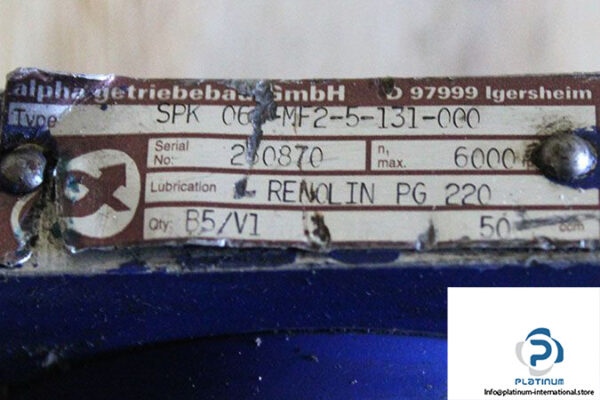 alpha getriebebau GmbH D 97999 Igersheim
Type SPK MF2-5-131-000
Serial No: n₁ max. 6000
Lubrication RENOLIN PG 220
Qty: B5/V1 50 ccm
PLATINUM
Info@platinum-international.store